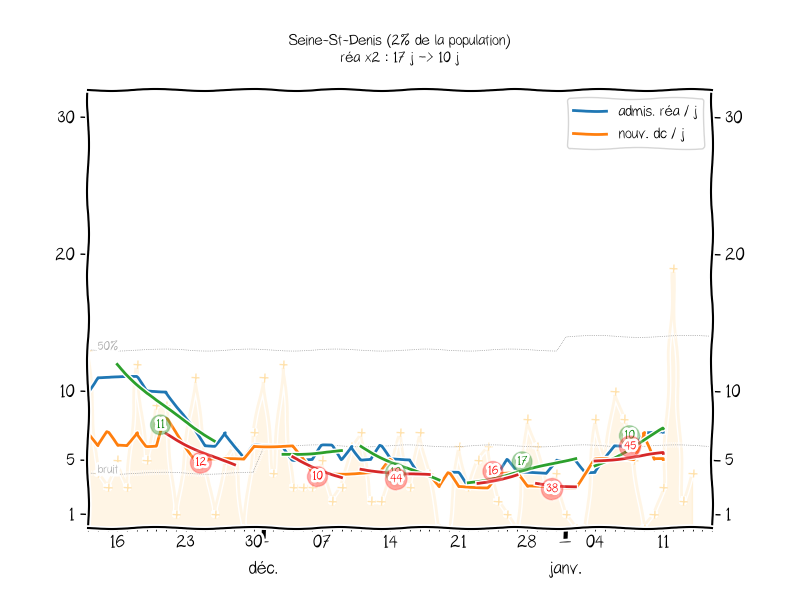 Seine-St-Denis (2% de la population)
réa x2 : 17 j -> 10 j
admis. réa / j
nouv. dc / j
30 30
20 20
10 10
5 5
1 1
50%
bruit
11
12
10
44
16
17
38
10
45
16 23 30 07 14 21 28 04 11
déc. janv.